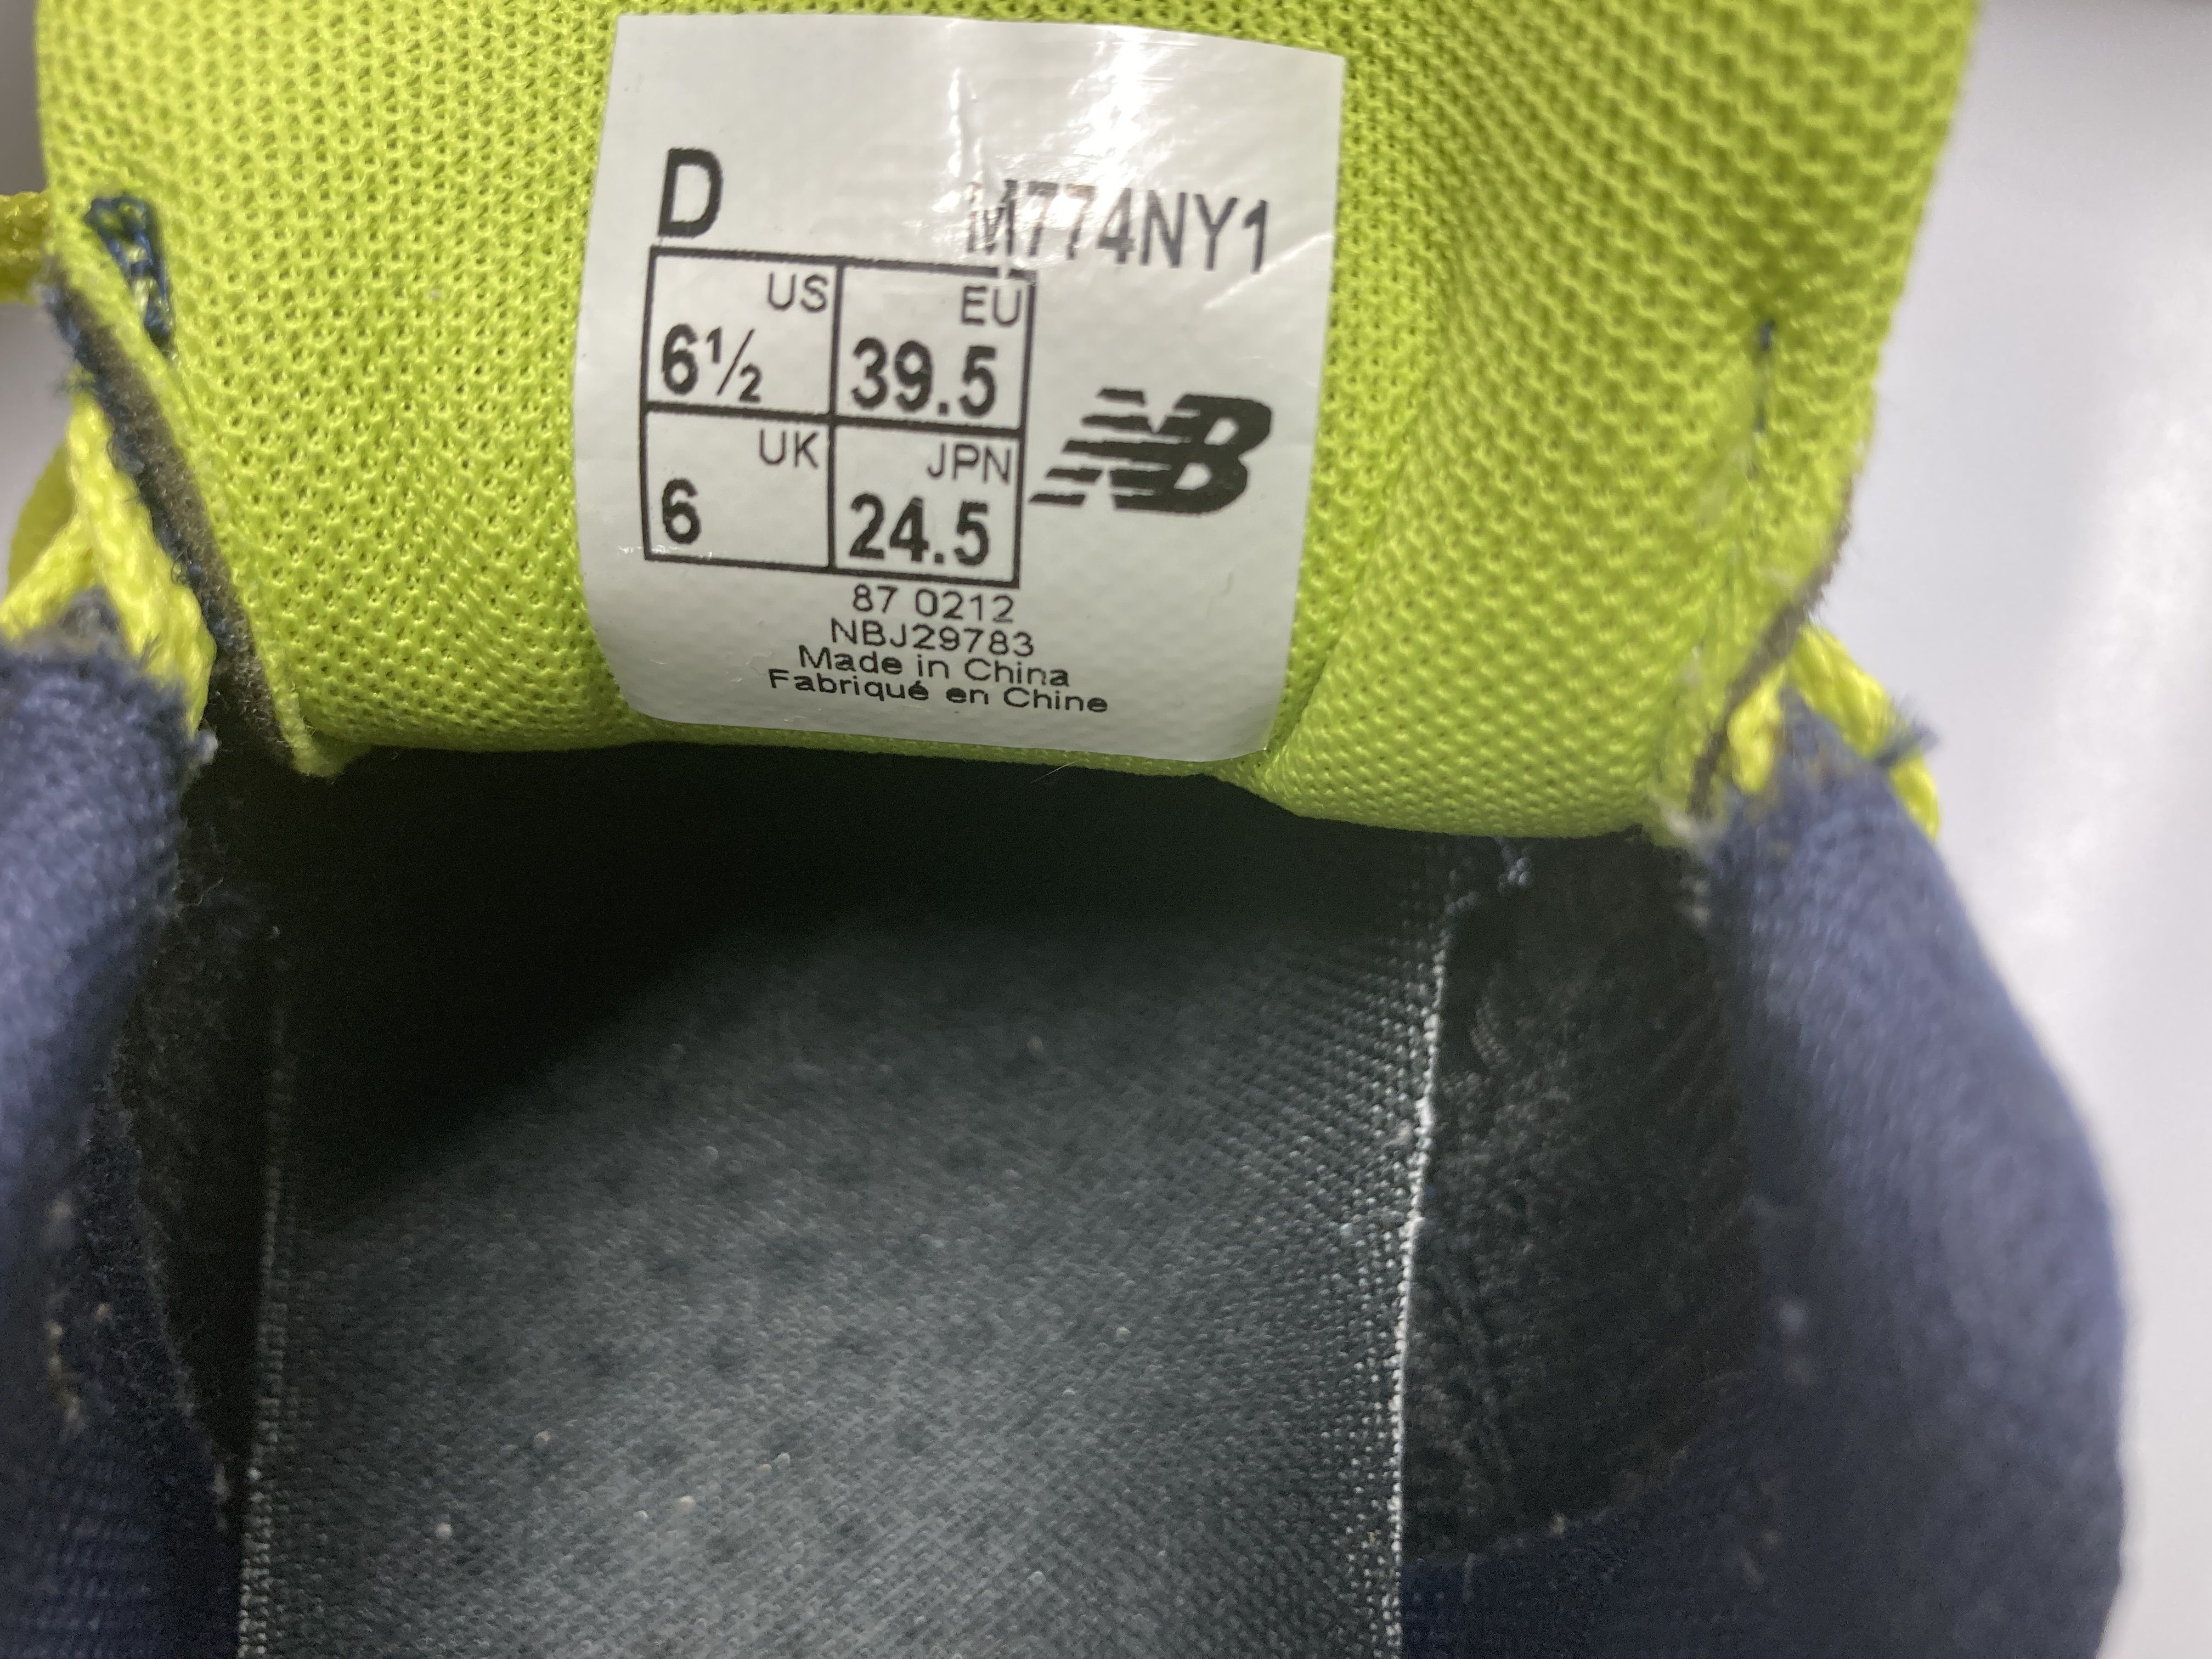 D M774NY1
US EU
6½ 39.5
UK JPN
6 24.5
NB
87 0212
NBJ29783
Made in China
Fabriqué en Chine